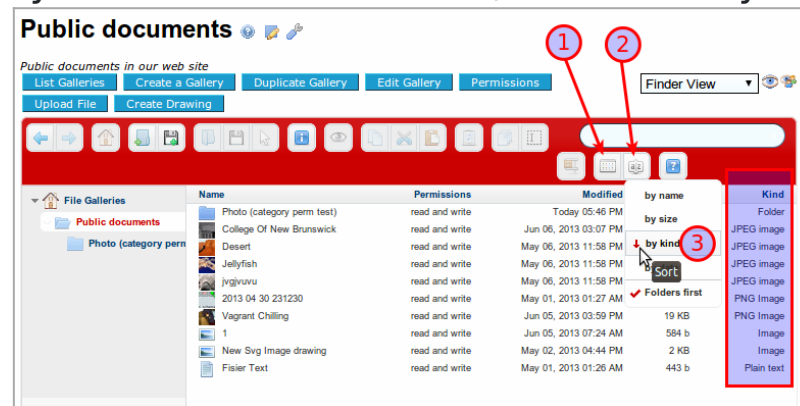 Public documents
1
2
Public documents in our web site
List Galleries Create a Gallery Duplicate Gallery Edit Gallery Permissions
Finder View
Upload File Create Drawing
File Galleries
Public documents
Photo (category perm
Name Permissions Modified Kind
Photo (category perm test) read and write Today 05:46 PM Folder
College Of New Brunswick read and write Jun 06, 2013 03:07 PM JPEG image
Desert read and write May 06, 2013 11:58 PM JPEG image
Jellyfish read and write May 06, 2013 11:58 PM JPEG image
jvgjvuvu read and write May 06, 2013 11:58 PM JPEG image
2013 04 30 231230 read and write May 01, 2013 01:27 AM PNG Image
Vagrant Chilling read and write Jun 05, 2013 03:59 PM 19 KB PNG Image
1 read and write Jun 05, 2013 07:24 AM 584 b Image
New Svg Image drawing read and write May 02, 2013 04:44 PM 2 KB Image
Fisier Text read and write May 01, 2013 01:26 AM 443 b Plain text
by name
by size
by kind 3
Sort
Folders first